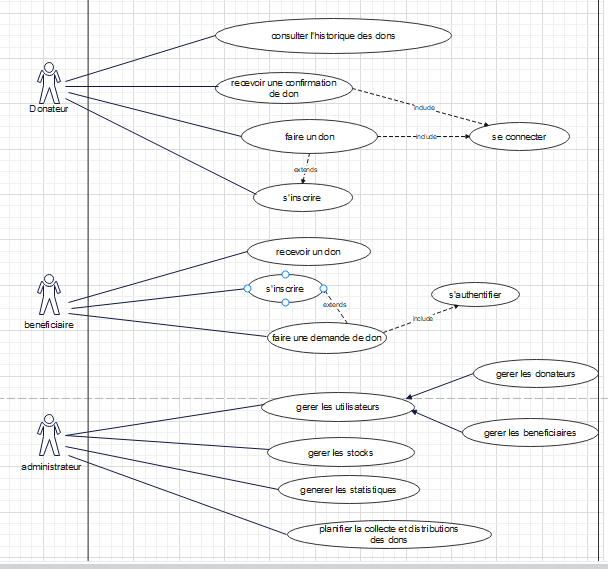 consulter l'historique des dons
recevoir une confirmation
de don
Donateur
include
faire un don
include
se connecter
extends
s'inscrire
recevoir un don
s'inscrire
s'authentifier
extends
include
beneficiaire
faire une demande de don
gerer les donateurs
gerer les utilisateurs
gerer les beneficiaires
gerer les stocks
administrateur
generer les statistiques
planifier la collecte et distributions
des dons